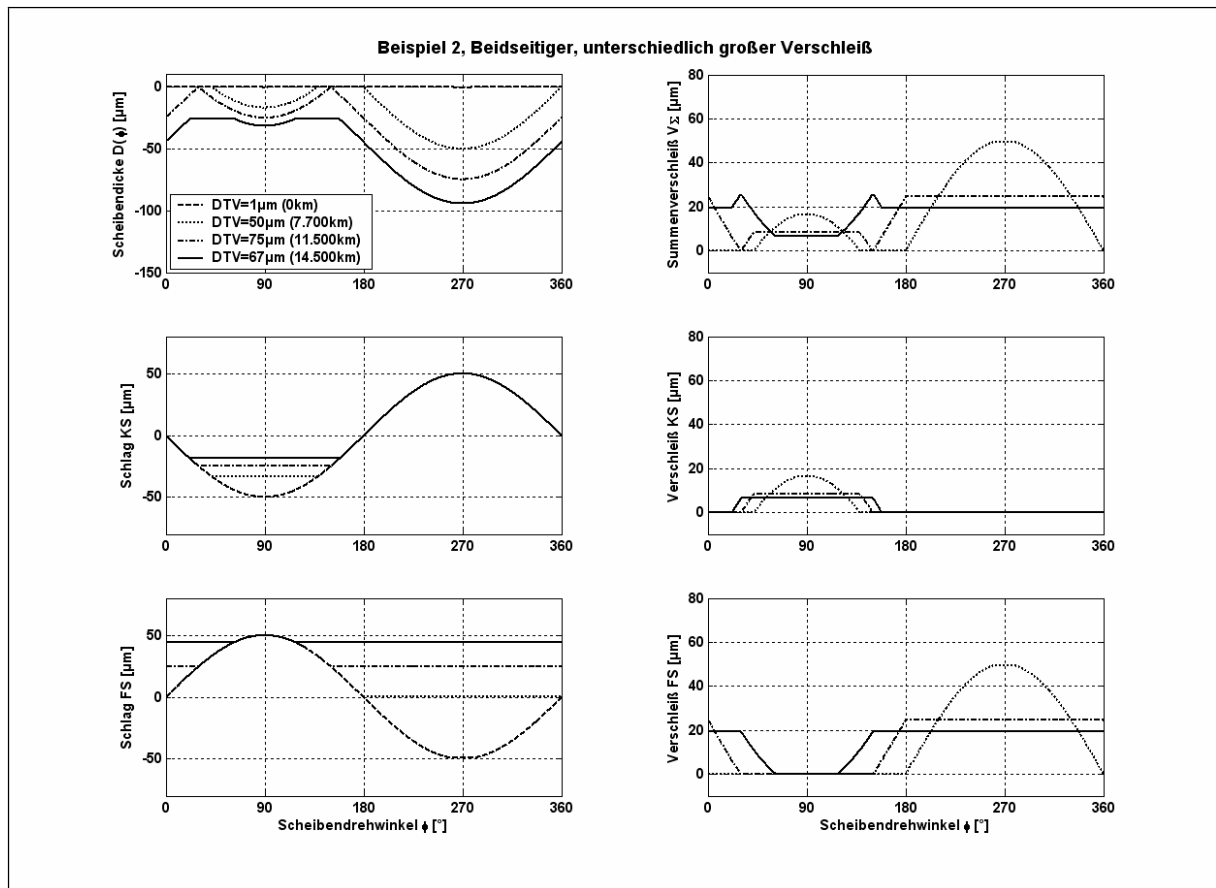 Beispiel 2, Beidseitiger, unterschiedlich großer Verschleiß
Scheibendicke D(ϕ) [µm]
0
-50
-100
-150
DTV=1µm (0km)
DTV=50µm (7.700km)
DTV=75µm (11.500km)
DTV=67µm (14.500km)
0 90 180 270 360
Summenverschleiß V Σ [µm]
80
60
40
20
0
0 90 180 270 360
Schlag KS [µm]
50
0
-50
0 90 180 270 360
Verschleiß KS [µm]
80
60
40
20
0
0 90 180 270 360
Schlag FS [µm]
50
0
-50
0 90 180 270 360
Scheibendrehwinkel ϕ [°]
Verschleiß FS [µm]
80
60
40
20
0
0 90 180 270 360
Scheibendrehwinkel ϕ [°]